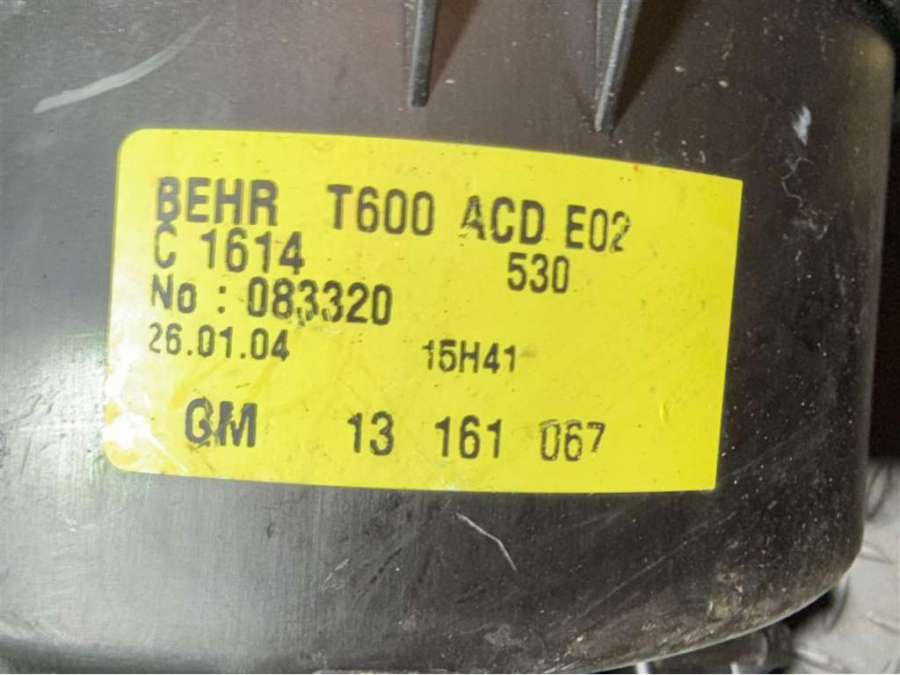 BEHR T600 ACD E02
C 1614 530
No : 083320
26.01.04 15H41
GM 13 161 067